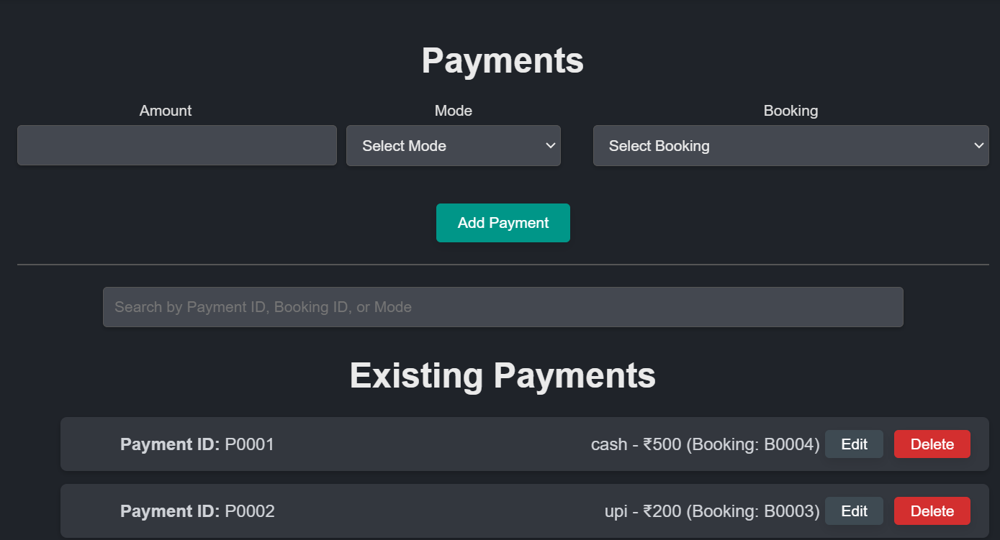 Payments
Amount Mode Booking
Select Mode Select Booking
Add Payment
Search by Payment ID, Booking ID, or Mode
Existing Payments
Payment ID: P0001 cash - ₹500 (Booking: B0004) Edit Delete
Payment ID: P0002 upi - ₹200 (Booking: B0003) Edit Delete